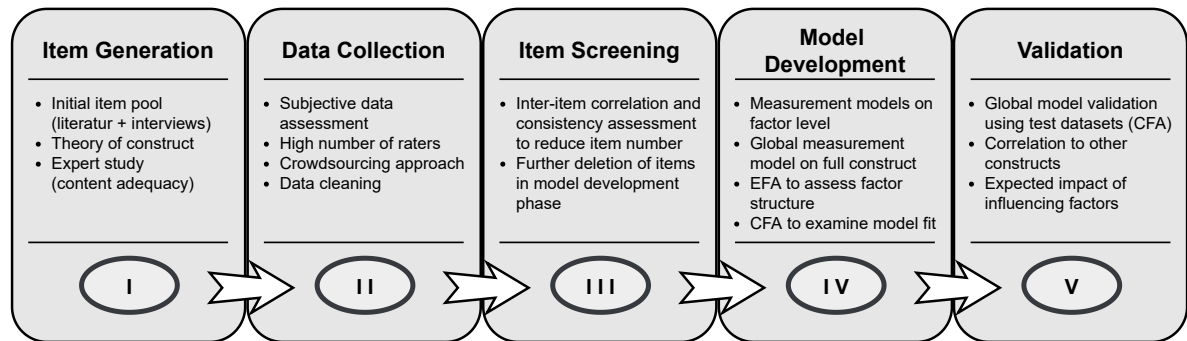 Item Generation
• Initial item pool
(literatur + interviews)
• Theory of construct
• Expert study
(content adequacy)
I
Data Collection
• Subjective data
assessment
• High number of raters
• Crowdsourcing approach
• Data cleaning
I I
Item Screening
• Inter-item correlation and
consistency assessment
to reduce item number
• Further deletion of items
in model development
phase
I I I
Model
Development
• Measurement models on
factor level
• Global measurement
model on full construct
• EFA to assess factor
structure
• CFA to examine model fit
I V
Validation
• Global model validation
using test datasets (CFA)
• Correlation to other
constructs
• Expected impact of
influencing factors
V